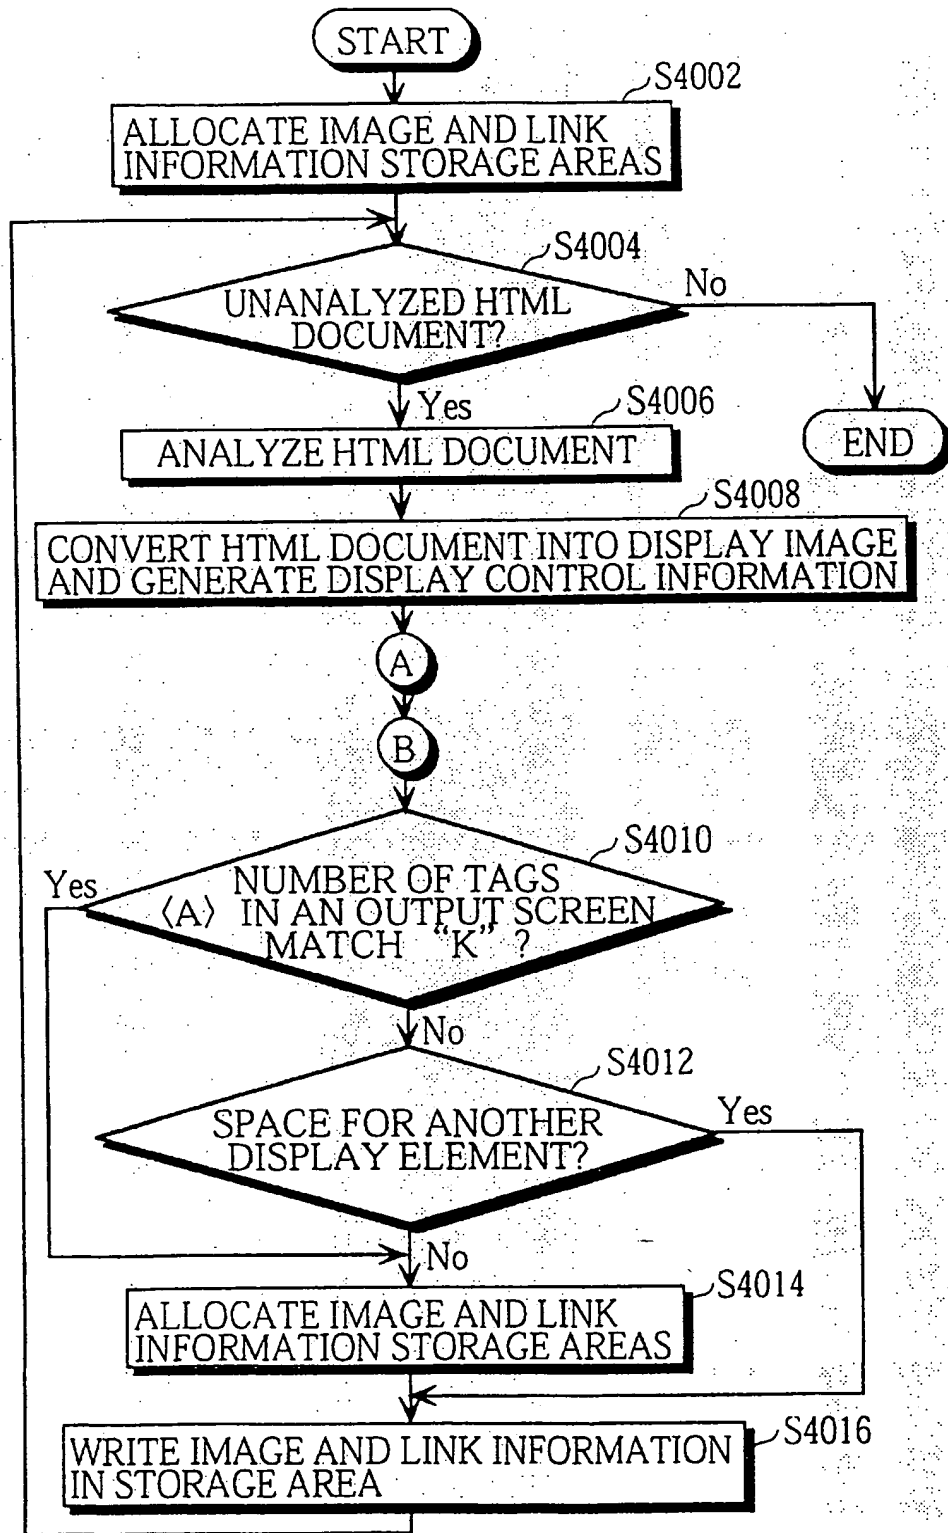 START
S4002
ALLOCATE IMAGE AND LINK
INFORMATION STORAGE AREAS
S4004
No
UNANALYZED HTML
DOCUMENT?
Yes
S4006
ANALYZE HTML DOCUMENT
END
S4008
CONVERT HTML DOCUMENT INTO DISPLAY IMAGE
AND GENERATE DISPLAY CONTROL INFORMATION
A
B
S4010
Yes
NUMBER OF TAGS
〈A〉 IN AN OUTPUT SCREEN
MATCH “K” ?
No
S4012
Yes
SPACE FOR ANOTHER
DISPLAY ELEMENT?
No
S4014
ALLOCATE IMAGE AND LINK
INFORMATION STORAGE AREAS
S4016
WRITE IMAGE AND LINK INFORMATION
IN STORAGE AREA